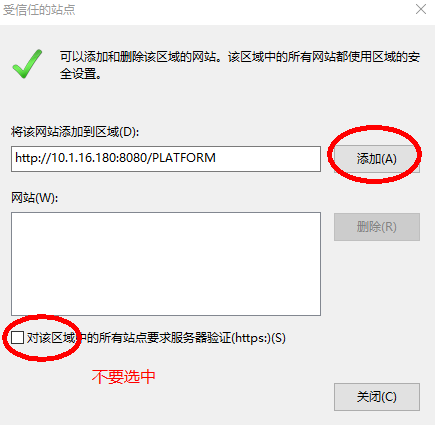 受信任的站点
可以添加和删除该区域的网站。该区域中的所有网站都使用区域的安
全设置。
将该网站添加到区域(D):
http://10.1.16.180:8080/PLATFORM
添加(A)
网站(W):
删除(R)
对该区域中的所有站点要求服务器验证(https:)(S)
不要选中
关闭(C)